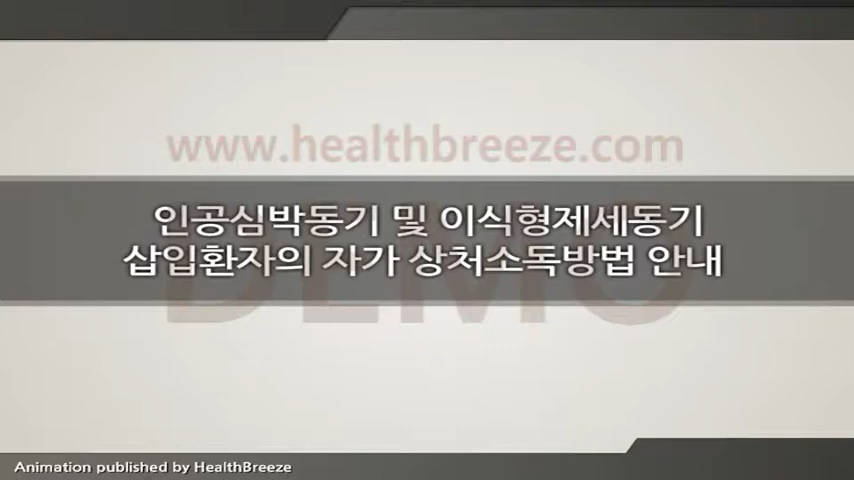 www.healthbreeze.com
인공심박동기 및 이식형제세동기
삽입환자의 자가 상처소독방법 안내
DEMO
Animation published by HealthBreeze